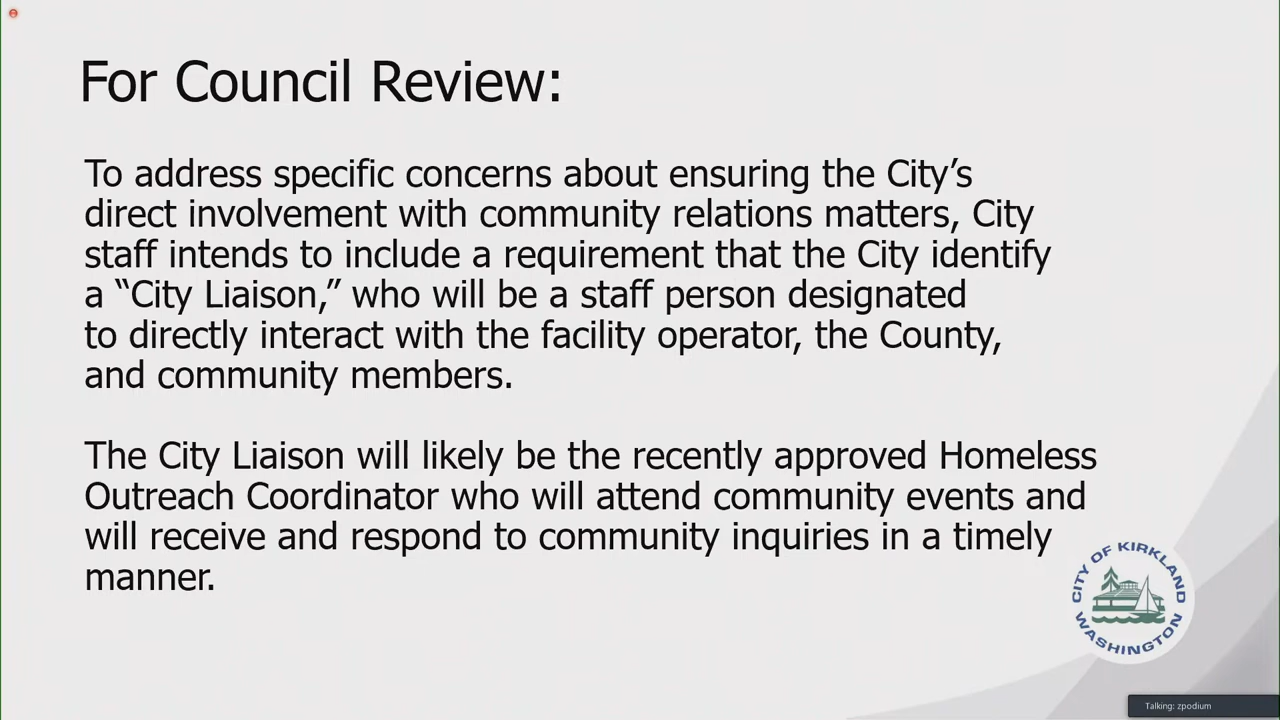 For Council Review:
To address specific concerns about ensuring the City’s
direct involvement with community relations matters, City
staff intends to include a requirement that the City identify
a “City Liaison,” who will be a staff person designated
to directly interact with the facility operator, the County,
and community members.
The City Liaison will likely be the recently approved Homeless
Outreach Coordinator who will attend community events and
will receive and respond to community inquiries in a timely
manner.
CITY OF KIRKLAND
WASHINGTON
Talking: zpodium